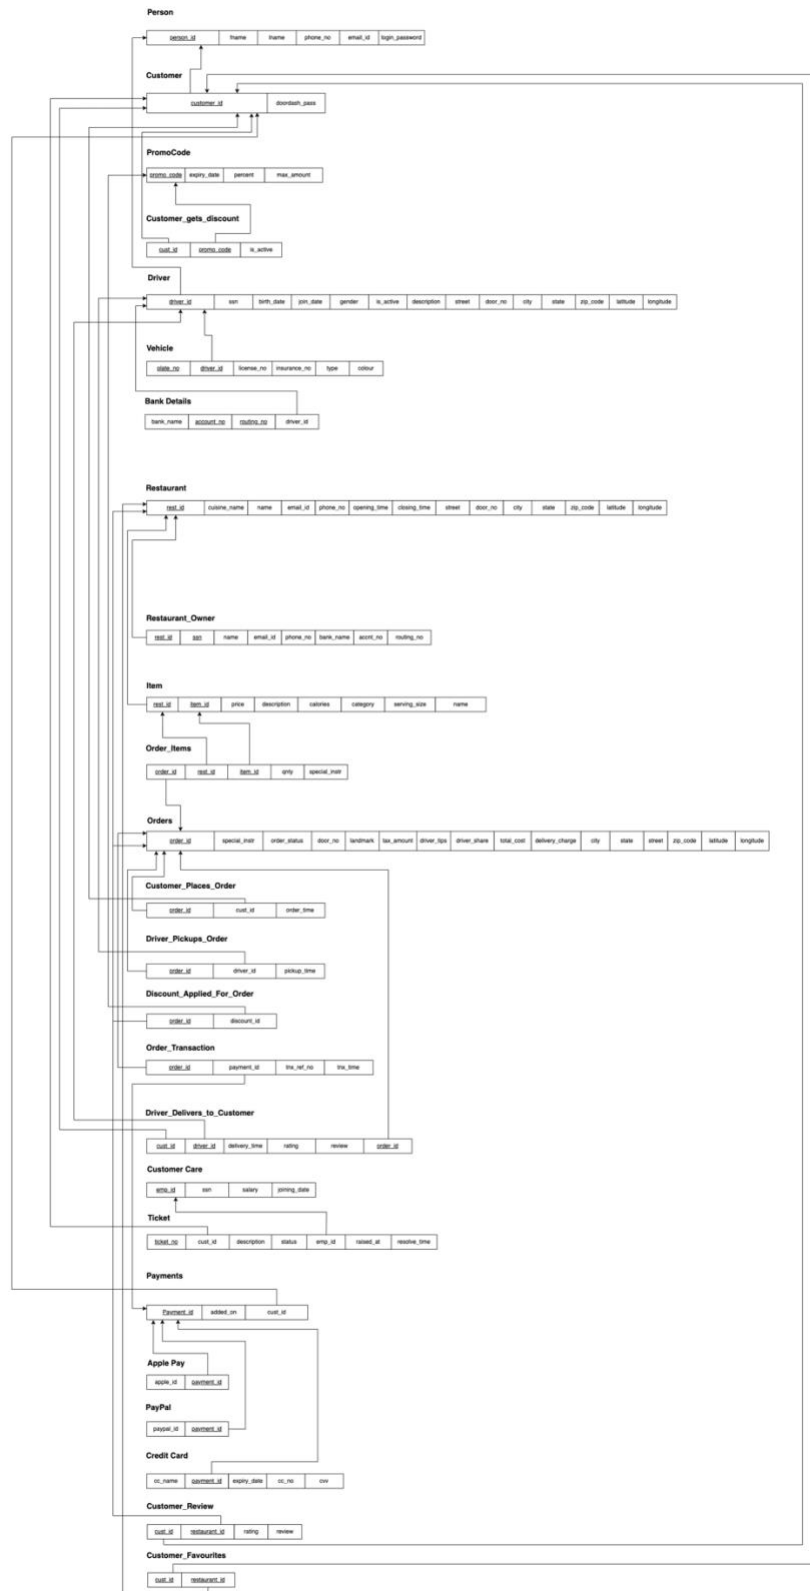 Person
person_id fname lname phone_no email_id login_password
Customer
customer_id doordash_pass
PromoCode
promo_code expiry_date percent max_amount
Customer_gets_discount
cust_id promo_code is_active
Driver
driver_id ssn birth_date join_date gender is_active description street door_no city state zip_code latitude longitude
Vehicle
plate_no driver_id license_no insurance_no type colour
Bank Details
bank_name account_no routing_no driver_id
Restaurant
rest_id cuisine_name name email_id phone_no opening_time closing_time street door_no city state zip_code latitude longitude
Restaurant_Owner
rest_id ssn name email_id phone_no bank_name accnt_no routing_no
Item
rest_id item_id price description calories category serving_size name
Order_Items
order_id rest_id item_id qnty special_instr
Orders
order_id special_instr order_status door_no landmark tax_amount driver_tips driver_share total_cost delivery_charge city state street zip_code latitude longitude
Customer_Places_Order
order_id cust_id order_time
Driver_Pickups_Order
order_id driver_id pickup_time
Discount_Applied_For_Order
order_id discount_id
Order_Transaction
order_id payment_id tnx_ref_no tnx_time
Driver_Delivers_to_Customer
cust_id driver_id delivery_time rating review order_id
Customer Care
emp_id ssn salary joining_date
Ticket
ticket_no cust_id description status emp_id raised_at resolve_time
Payments
Payment_id added_on cust_id
Apple Pay
apple_id payment_id
PayPal
paypal_id payment_id
Credit Card
cc_name payment_id expiry_date cc_no cvv
Customer_Review
cust_id restaurant_id rating review
Customer_Favourites
cust_id restaurant_id